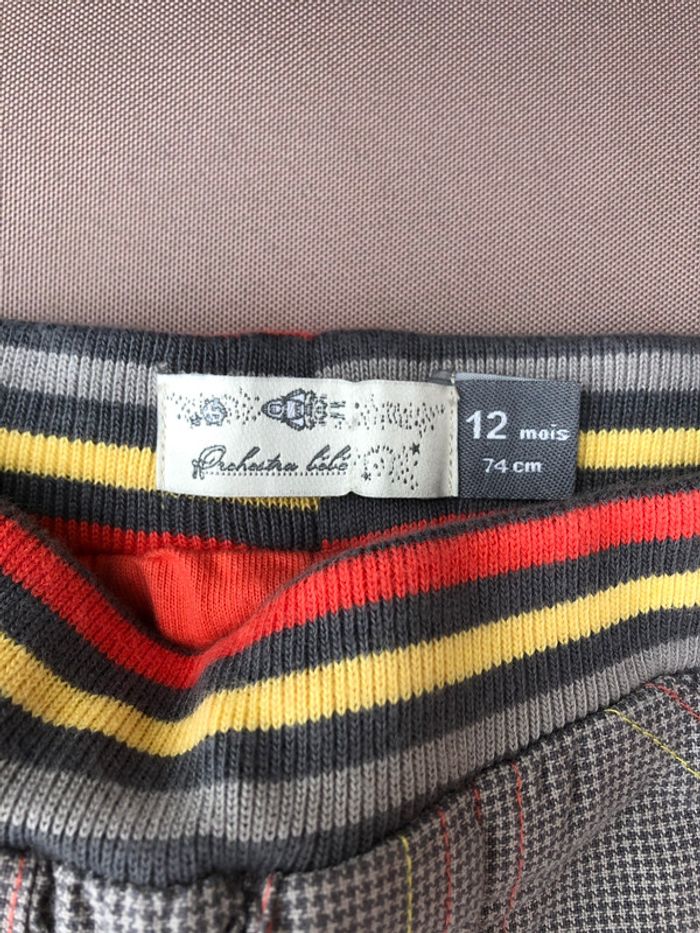 Orchestra bébé
12 mois
74 cm